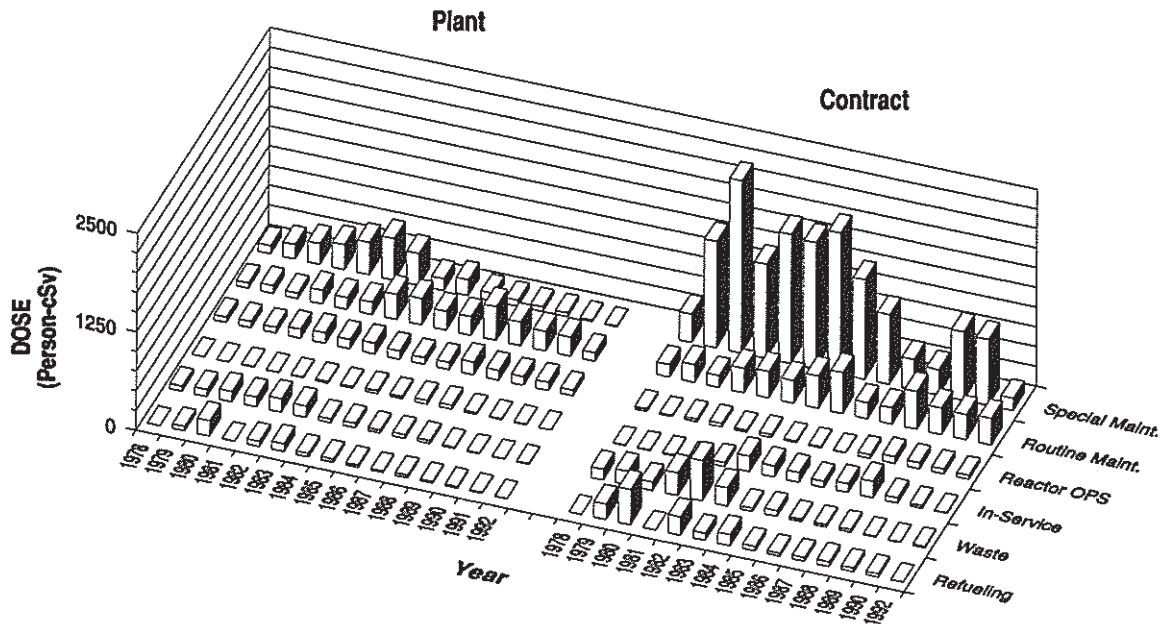 Plant
Contract
2500
1250
0
DOSE
(Person-cSv)
1978
1979
1980
1981
1982
1983
1984
1985
1986
1987
1988
1989
1990
1991
1992
1978
1979
1980
1981
1982
1983
1984
1985
1986
1987
1988
1989
1990
1992
Year
Special Maint.
Routine Maint.
Reactor OPS
In-Service
Waste
Refueling